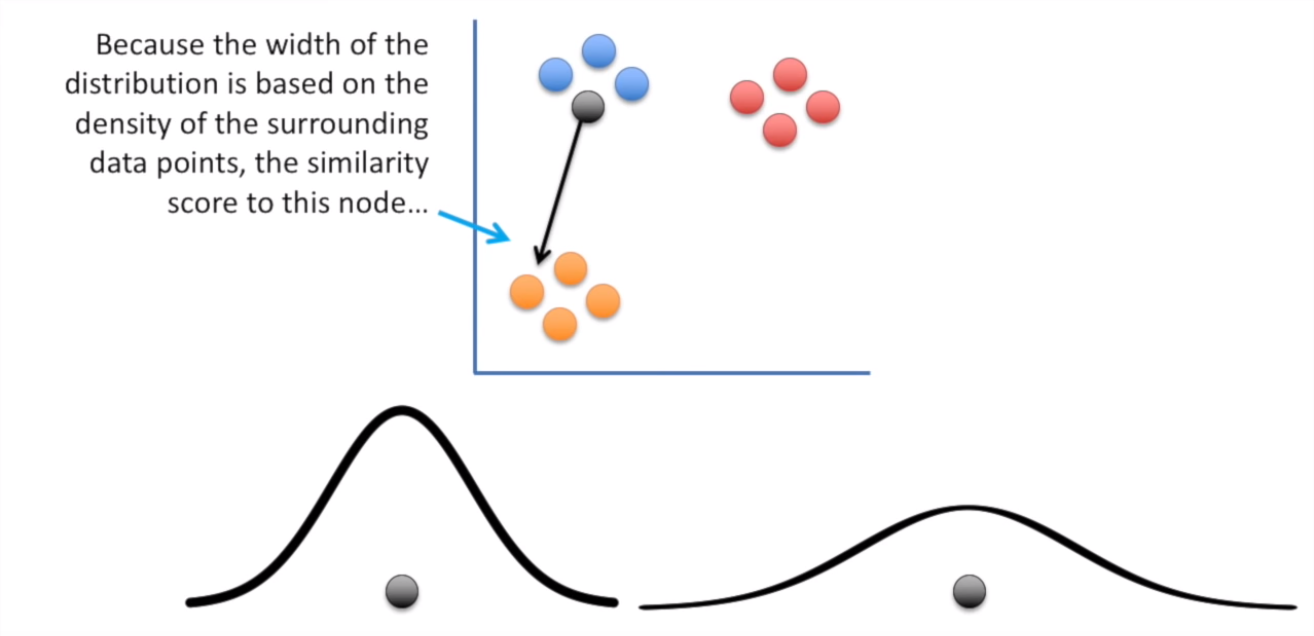 Because the width of the
distribution is based on the
density of the surrounding
data points, the similarity
score to this node...